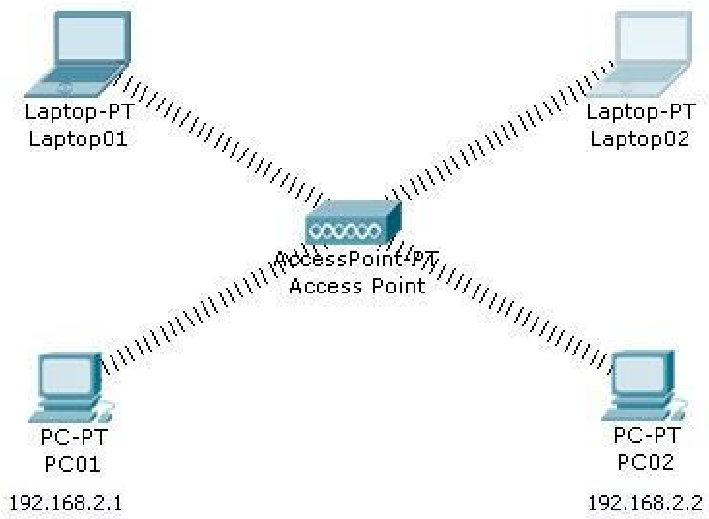 Laptop-PT
Laptop01
Laptop-PT
Laptop02
AccessPoint-PT
Access Point
PC-PT
PC01
192.168.2.1
PC-PT
PC02
192.168.2.2